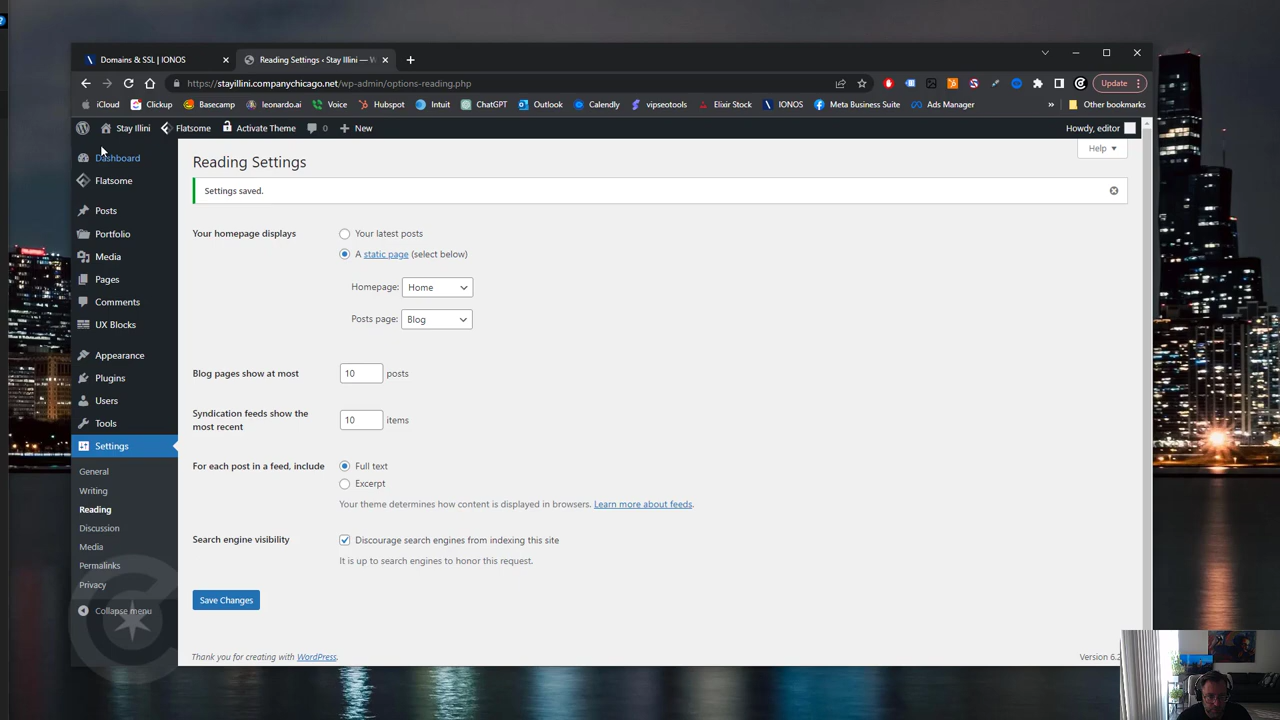 Domains & SSL | IONOS
Reading Settings ‹ Stay Illini — W
https://stayillini.companychicago.net/wp-admin/options-reading.php
Update
iCloud Clickup Basecamp leonardo.ai Voice Hubspot Intuit ChatGPT Outlook Calendly vipseotools Elixir Stock IONOS Meta Business Suite Ads Manager » Other bookmarks
Stay Illini Flatsome Activate Theme 0 New Howdy, editor
Dashboard
Flatsome
Posts
Portfolio
Media
Pages
Comments
UX Blocks
Appearance
Plugins
Users
Tools
Settings
General
Writing
Reading
Discussion
Media
Permalinks
Privacy
Collapse menu
Help
Reading Settings
Settings saved.
Your homepage displays
Your latest posts
A static page (select below)
Homepage: Home
Posts page: Blog
Blog pages show at most 10 posts
Syndication feeds show the most recent 10 items
For each post in a feed, include
Full text
Excerpt
Your theme determines how content is displayed in browsers. Learn more about feeds.
Search engine visibility
Discourage search engines from indexing this site
It is up to search engines to honor this request.
Save Changes
Thank you for creating with WordPress. Version